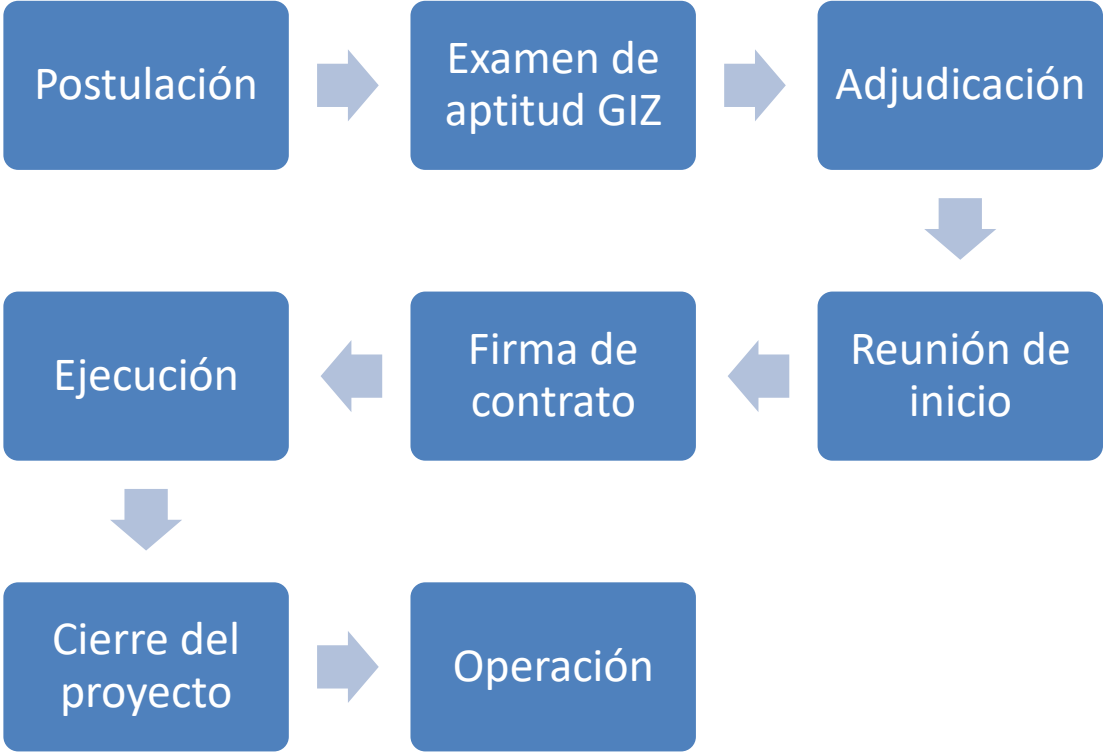 Postulación
Examen de
aptitud GIZ
Adjudicación
Reunión de
inicio
Firma de
contrato
Ejecución
Cierre del
proyecto
Operación